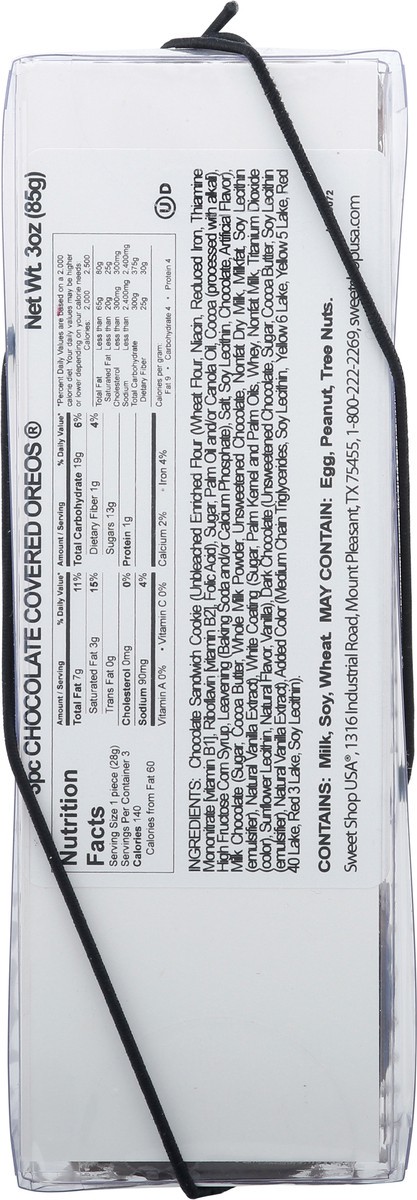 3pc CHOCOLATE COVERED OREOS ® Net Wt. 3oz (85g)
Nutrition
Facts
Serving Size 1 piece (28g)
Servings Per Container 3
Calories 140
Calories from Fat 60
Amount / Serving % Daily Value* Amount / Serving % Daily Value*
Total Fat 7g 11% Total Carbohydrate 19g 6%
Saturated Fat 3g 15% Dietary Fiber 1g 4%
Trans Fat 0g Sugars 13g
Cholesterol 0mg 0% Protein 1g
Sodium 90mg 4%
Vitamin A 0% • Vitamin C 0% Calcium 2% • Iron 4%
*Percent Daily Values are based on a 2,000
calorie diet. Your daily values may be higher
or lower depending on your calorie needs
Calories: 2,000 2,500
Total Fat Less than 65g 80g
Saturated Fat Less than 20g 25g
Cholesterol Less than 300mg 300mg
Sodium Less than 2,400mg 2,400mg
Total Carbohydrate 300g 375g
Dietary Fiber 25g 30g
Calories per gram:
Fat 9 • Carbohydrate 4 • Protein 4
U D
INGREDIENTS: Chocolate Sandwich Cookie (Unbleached Enriched Flour (Wheat Flour, Niacin, Reduced Iron, Thiamine
Mononitrate [Vitamin B1], Riboflavin [Vitamin B2], Folic Acid), Sugar, Palm Oil and/or Canola Oil, Cocoa (processed with alkali),
High Fructose Corn Syrup, Leavening (Baking Soda and/or Calcium Phosphate), Salt, Soy Lecithin, Chocolate, Artificial Flavor),
Milk Chocolate (Sugar, Cocoa Butter, Whole Milk Powder, Unsweetened Chocolate, Nonfat Dry Milk, Milkfat, Soy Lecithin
(emulsifier), Natural Vanilla Extract), White Coating (Sugar, Palm Kernel and Palm Oils, Whey, Nonfat Milk, Titanium Dioxide
(color), Sunflower Lecithin, Natural Flavor, Vanilla), Dark Chocolate (Unsweetened Chocolate, Sugar, Cocoa Butter, Soy Lecithin
(emulsifier), Natural Vanilla Extract), Added Color (Medium Chain Triglycerides, Soy Lecithin, Yellow 6 Lake, Yellow 5 Lake, Red
40 Lake, Red 3 Lake, Soy Lecithin).
CONTAINS: Milk, Soy, Wheat. MAY CONTAIN: Egg, Peanut, Tree Nuts.
Sweet Shop USA®, 1316 Industrial Road, Mount Pleasant, TX 75455, 1-800-2222-2269, sweetshopusa.com